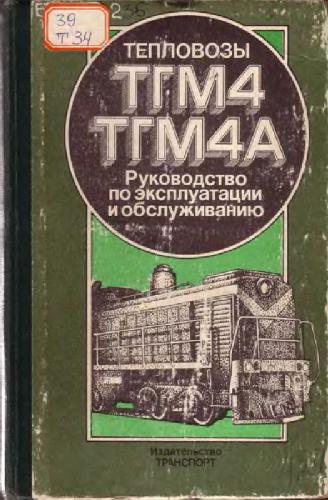 39
Т 34
ТЕПЛОВОЗЫ
ТГМ4
ТГМ4А
Руководство
по эксплуатации
и обслуживанию
Издательство
ТРАНСПОРТ